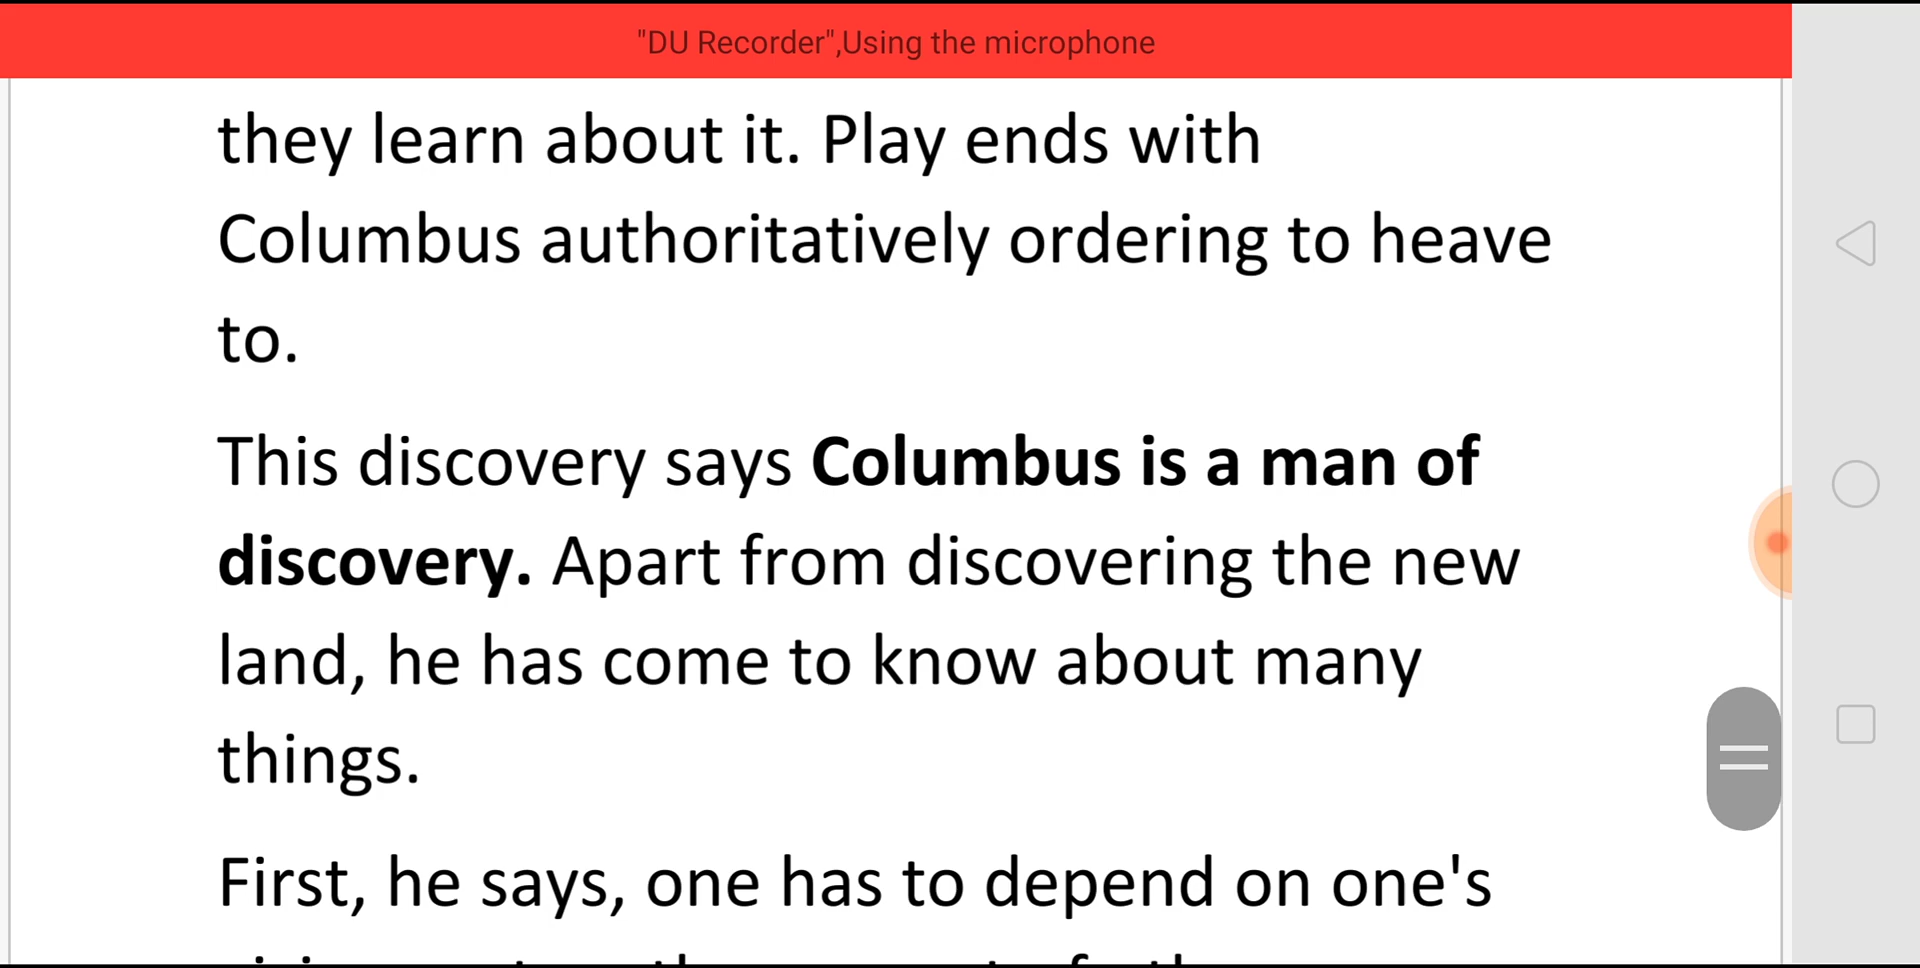 "DU Recorder",Using the microphone
they learn about it. Play ends with
Columbus authoritatively ordering to heave
to.
This discovery says Columbus is a man of
discovery. Apart from discovering the new
land, he has come to know about many
things.
First, he says, one has to depend on one's